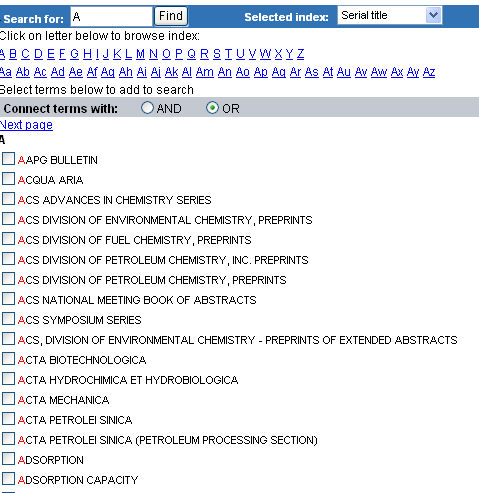 Search for: A Find Selected index: Serial title
Click on letter below to browse index:
A B C D E F G H I J K L M N O P Q R S T U V W X Y Z
Aa Ab Ac Ad Ae Af Aq Ah Ai Aj Ak Al Am An Ao Ap Aq Ar As At Au Av Aw Ax Ay Az
Select terms below to add to search
Connect terms with: AND OR
Next page
A
AAPG BULLETIN
ACQUA ARIA
ACS ADVANCES IN CHEMISTRY SERIES
ACS DIVISION OF ENVIRONMENTAL CHEMISTRY, PREPRINTS
ACS DIVISION OF FUEL CHEMISTRY, PREPRINTS
ACS DIVISION OF PETROLEUM CHEMISTRY, INC. PREPRINTS
ACS DIVISION OF PETROLEUM CHEMISTRY, PREPRINTS
ACS NATIONAL MEETING BOOK OF ABSTRACTS
ACS SYMPOSIUM SERIES
ACS, DIVISION OF ENVIRONMENTAL CHEMISTRY - PREPRINTS OF EXTENDED ABSTRACTS
ACTA BIOTECHNOLOGICA
ACTA HYDROCHIMICA ET HYDROBIOLOGICA
ACTA MECHANICA
ACTA PETROLEI SINICA
ACTA PETROLEI SINICA (PETROLEUM PROCESSING SECTION)
ADSORPTION
ADSORPTION CAPACITY